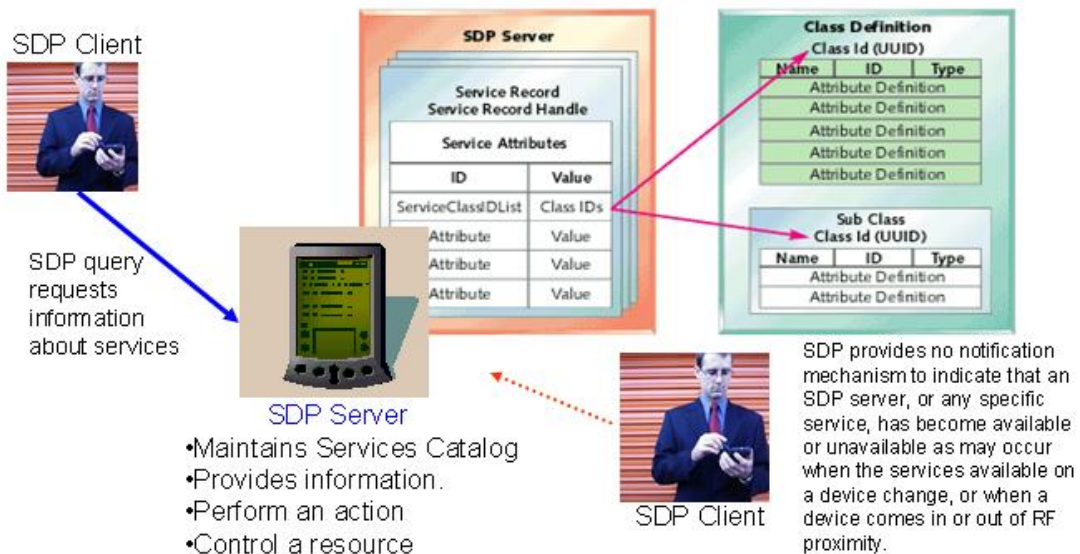 SDP Client
SDP query
requests
information
about services
SDP Server
Service Record
Service Record Handle
Service Attributes
ID Value
ServiceClassIDList Class IDs
Attribute Value
Attribute Value
Attribute Value
Class Definition
Class Id (UUID)
Name ID Type
Attribute Definition
Attribute Definition
Attribute Definition
Attribute Definition
Attribute Definition
Sub Class
Class Id (UUID)
Name ID Type
Attribute Definition
Attribute Definition
SDP Server
•Maintains Services Catalog
•Provides information.
•Perform an action
•Control a resource
SDP Client
SDP provides no notification
mechanism to indicate that an
SDP server, or any specific
service, has become available
or unavailable as may occur
when the services available on
a device change, or when a
device comes in or out of RF
proximity.